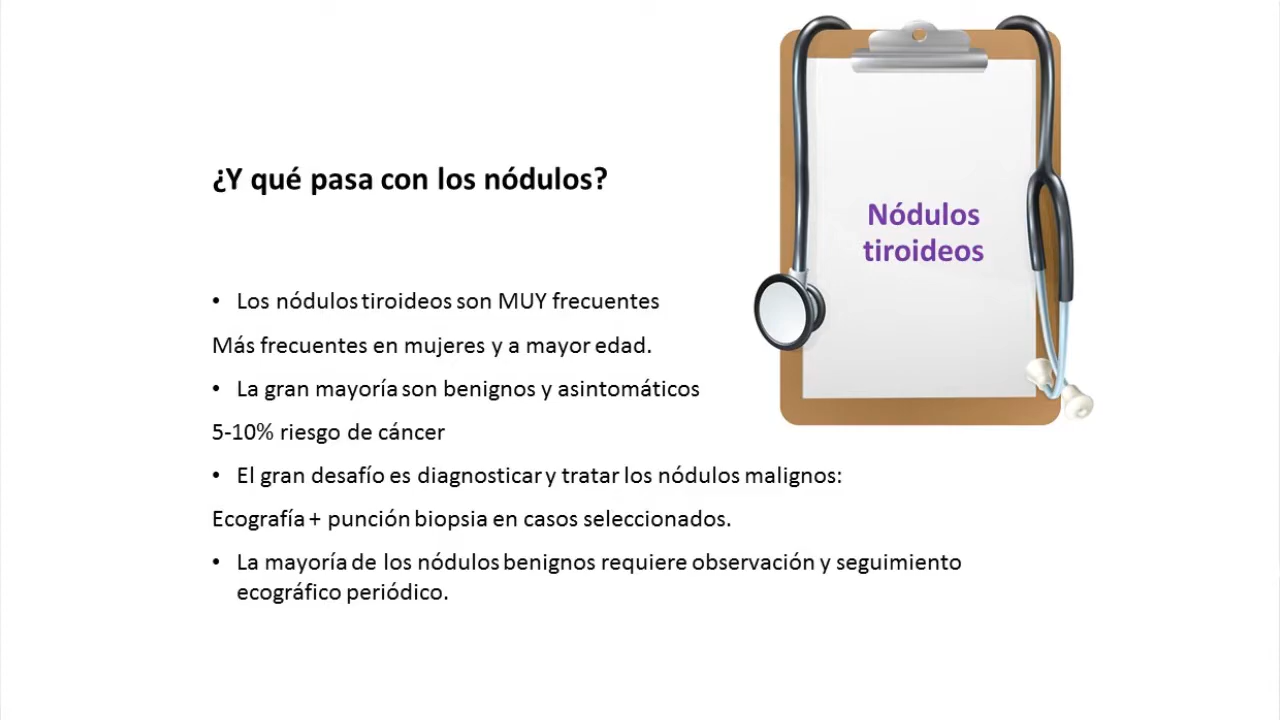 ¿Y qué pasa con los nódulos?
Nódulos
tiroideos
• Los nódulos tiroideos son MUY frecuentes
Más frecuentes en mujeres y a mayor edad.
• La gran mayoría son benignos y asintomáticos
5-10% riesgo de cáncer
• El gran desafío es diagnosticar y tratar los nódulos malignos:
Ecografía + punción biopsia en casos seleccionados.
• La mayoría de los nódulos benignos requiere observación y seguimiento
ecográfico periódico.